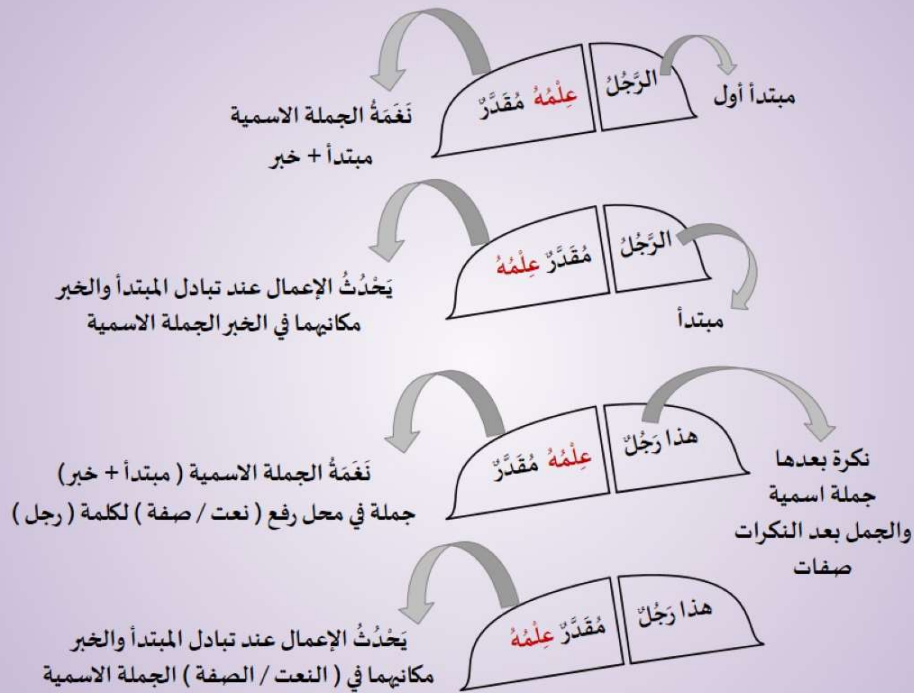 الرَّجُلُ عِلْمُهُ مُقَدَّرٌ
مبتدأ أول
نَغَمَةُ الجملة الاسمية
مبتدأ + خبر
الرَّجُلُ مُقَدَّرٌ عِلْمُهُ
مبتدأ
يَحْدُثُ الإعمال عند تبادل المبتدأ والخبر
مكانيهما في الخبر الجملة الاسمية
هذا رَجُلٌ عِلْمُهُ مُقَدَّرٌ
نكرة بعدها
جملة اسمية
والجمل بعد النكرات
صفات
نَغَمَةُ الجملة الاسمية ( مبتدأ + خبر )
جملة في محل رفع ( نعت / صفة ) لكلمة ( رجل )
هذا رَجُلٌ مُقَدَّرٌ عِلْمُهُ
يَحْدُثُ الإعمال عند تبادل المبتدأ والخبر
مكانيهما في ( النعت / الصفة ) الجملة الاسمية